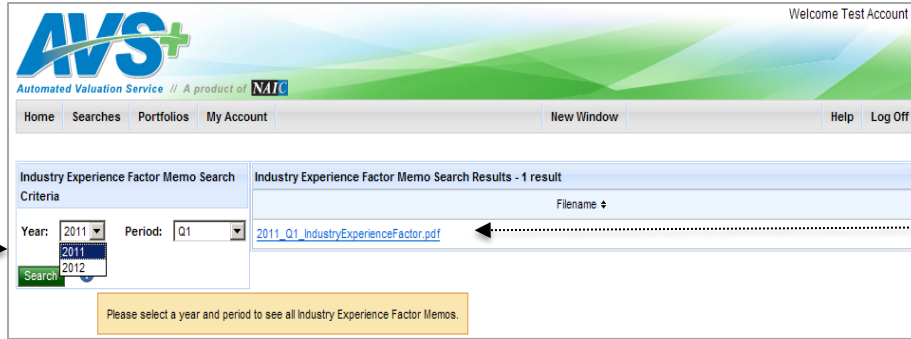 Welcome Test Account
AVS+
Automated Valuation Service // A product of NAIC
Home Searches Portfolios My Account New Window Help Log Off
Industry Experience Factor Memo Search
Criteria
Year: 2011 Period: Q1
2011
2012
Search
Industry Experience Factor Memo Search Results - 1 result
Filename
2011_Q1_IndustryExperienceFactor.pdf
Please select a year and period to see all Industry Experience Factor Memos.